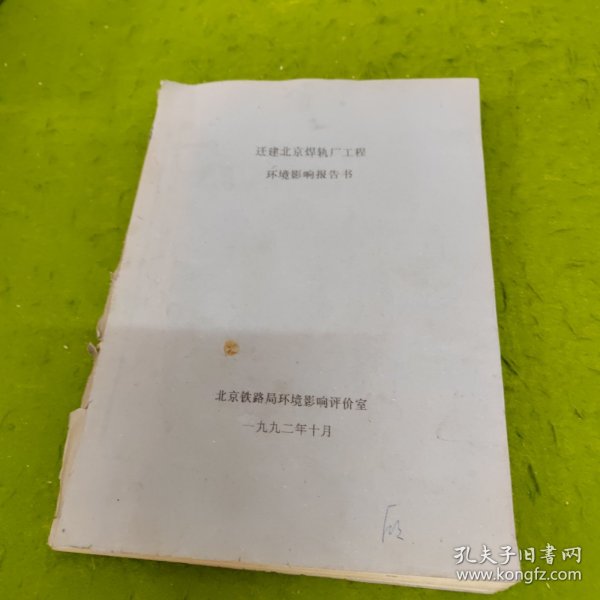 迁建北京焊轨厂工程
环境影响报告书
北京铁路局环境影响评价室
一九九二年十月
孔夫子旧书网
www.kongfz.com